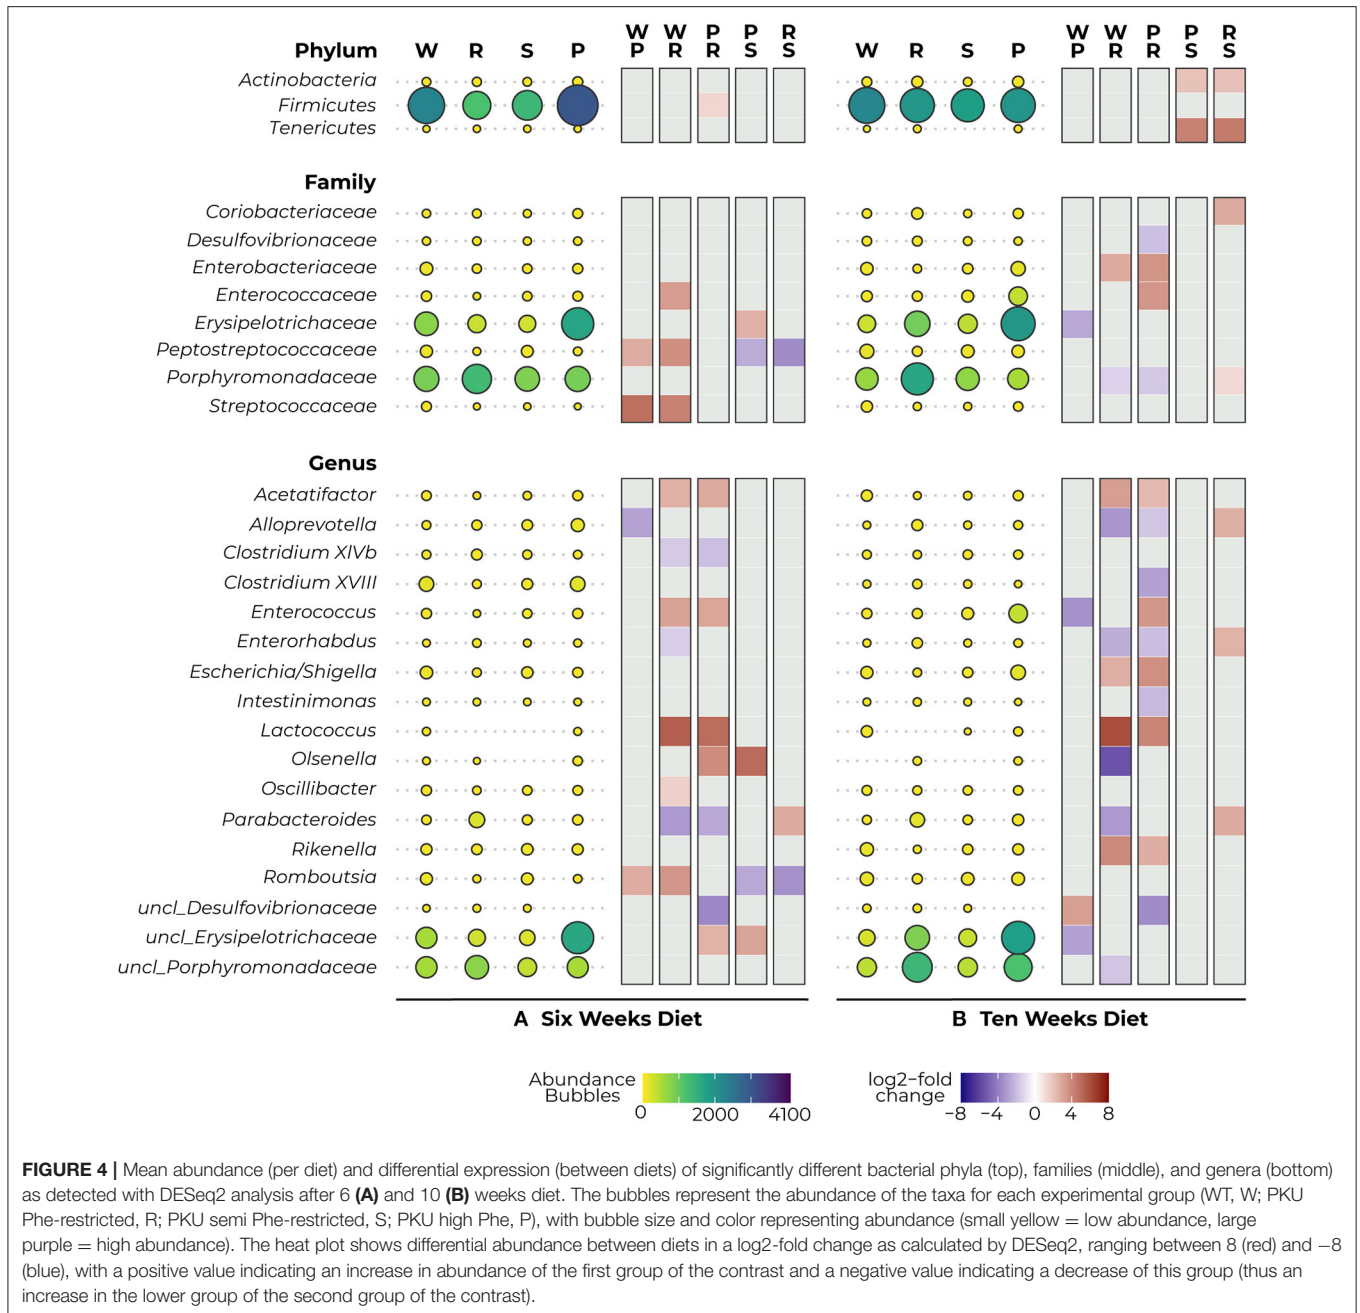 Phylum W R S P W P W R P R P S R S W R S P W P W R P R P S R S
Actinobacteria
Firmicutes
Tenericutes
Family
Coriobacteriaceae
Desulfovibrionaceae
Enterobacteriaceae
Enterococcaceae
Erysipelotrichaceae
Peptostreptococcaceae
Porphyromonadaceae
Streptococcaceae
Genus
Acetatifactor
Alloprevotella
Clostridium XlVb
Clostridium XVIII
Enterococcus
Enterorhabdus
Escherichia/Shigella
Intestinimonas
Lactococcus
Olsenella
Oscillibacter
Parabacteroides
Rikenella
Romboutsia
uncl_Desulfovibrionaceae
uncl_Erysipelotrichaceae
uncl_Porphyromonadaceae
A Six Weeks Diet
B Ten Weeks Diet
Abundance
Bubbles
0 2000 4100
log2-fold
change
-8 -4 0 4 8
FIGURE 4 | Mean abundance (per diet) and differential expression (between diets) of significantly different bacterial phyla (top), families (middle), and genera (bottom)
as detected with DESeq2 analysis after 6 (A) and 10 (B) weeks diet. The bubbles represent the abundance of the taxa for each experimental group (WT, W; PKU
Phe-restricted, R; PKU semi Phe-restricted, S; PKU high Phe, P), with bubble size and color representing abundance (small yellow = low abundance, large
purple = high abundance). The heat plot shows differential abundance between diets in a log2-fold change as calculated by DESeq2, ranging between 8 (red) and −8
(blue), with a positive value indicating an increase in abundance of the first group of the contrast and a negative value indicating a decrease of this group (thus an
increase in the lower group of the second group of the contrast).